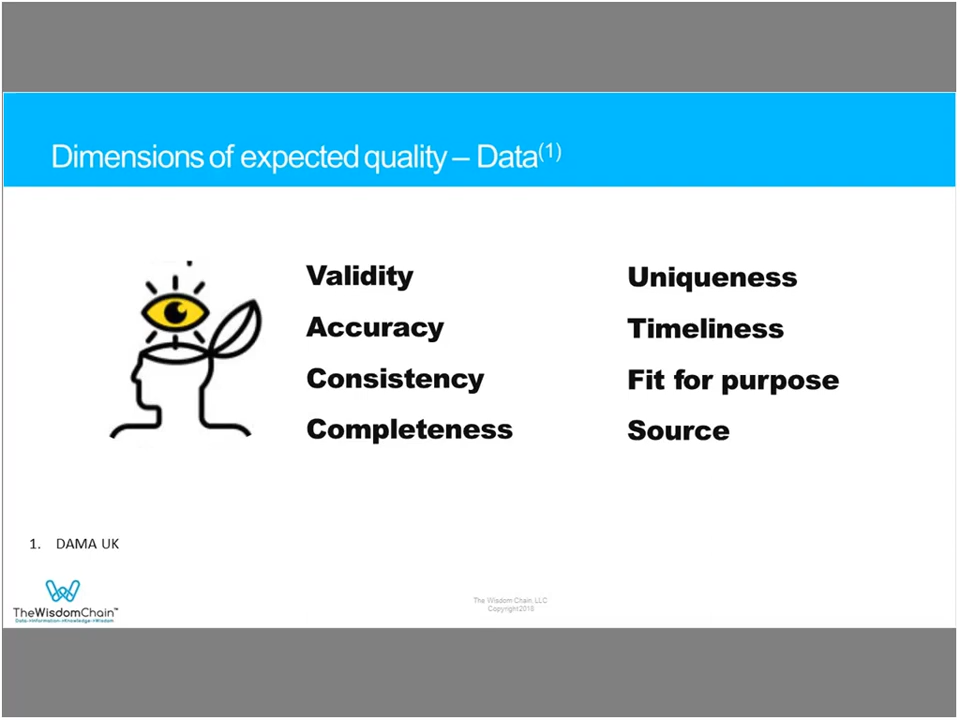 Dimensions of expected quality – Data(1)
Validity
Accuracy
Consistency
Completeness
Uniqueness
Timeliness
Fit for purpose
Source
1. DAMA UK
TheWisdomChain™
Data->Information->Knowledge->Wisdom
The Wisdom Chain, LLC
Copyright2016